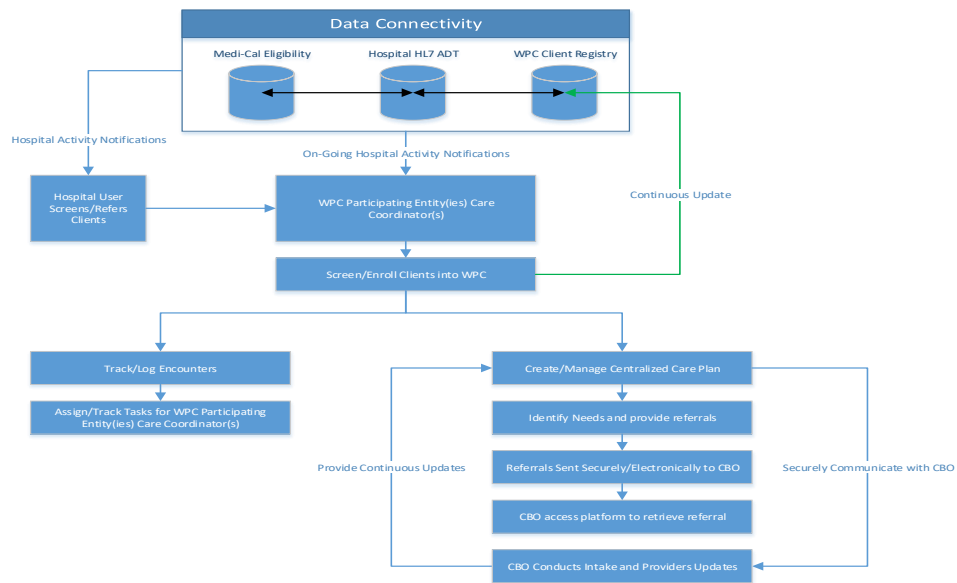 Data Connectivity
Medi-Cal Eligibility
Hospital HL7 ADT
WPC Client Registry
Hospital Activity Notifications
On-Going Hospital Activity Notifications
Hospital User
Screens/Refers
Clients
WPC Participating Entity(ies) Care
Coordinator(s)
Continuous Update
Screen/Enroll Clients into WPC
Track/Log Encounters
Create/Manage Centralized Care Plan
Assign/Track Tasks for WPC Participating
Entity(ies) Care Coordinator(s)
Identify Needs and provide referrals
Provide Continuous Updates
Referrals Sent Securely/Electronically to CBO
Securely Communicate with CBO
CBO access platform to retrieve referral
CBO Conducts Intake and Providers Updates